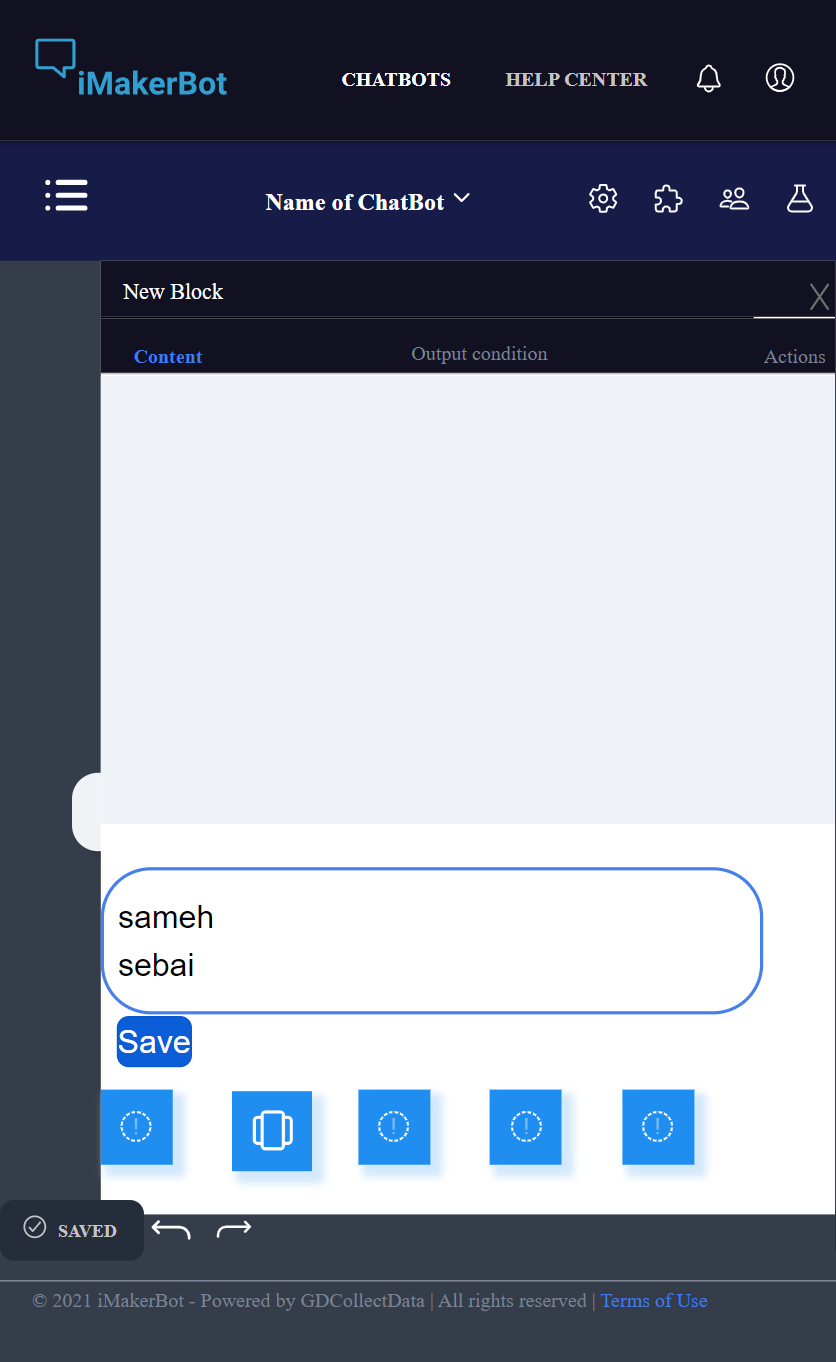 iMakerBot
CHATBOTS
HELP CENTER
Name of ChatBot
New Block
X
Content
Output condition
Actions
sameh
sebai
Save
SAVED
© 2021 iMakerBot - Powered by GDCollectData | All rights reserved | Terms of Use